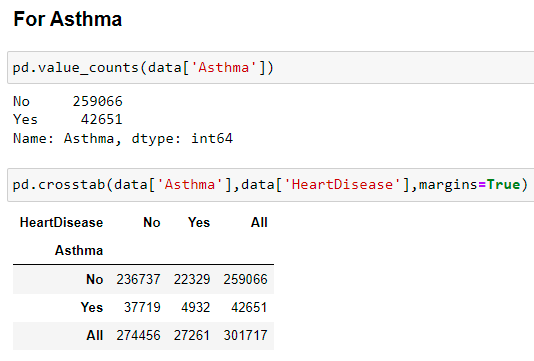 For Asthma
pd.value_counts(data['Asthma'])
No 259066
Yes 42651
Name: Asthma, dtype: int64
pd.crosstab(data['Asthma'],data['HeartDisease'],margins=True)
HeartDisease No Yes All
Asthma
No 236737 22329 259066
Yes 37719 4932 42651
All 274456 27261 301717